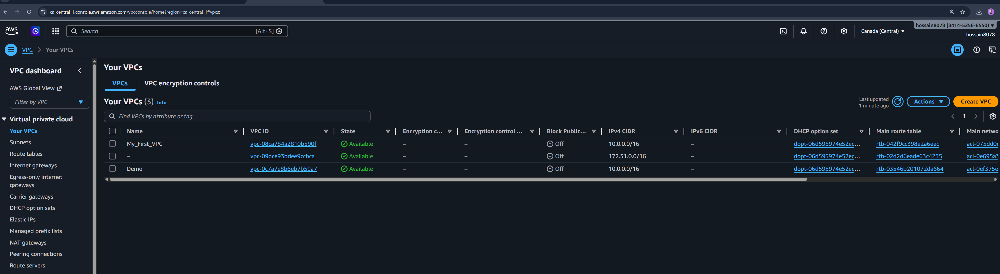 ca-central-1.console.aws.amazon.com/vpcconsole/home?region=ca-central-1#vpcs:
aws
Search
[Alt+S]
Canada (Central)
hossain8078 (8414-5256-6550)
hossain8078
VPC
Your VPCs
VPC dashboard
AWS Global View
Filter by VPC
Virtual private cloud
Your VPCs
Subnets
Route tables
Internet gateways
Egress-only internet
gateways
Carrier gateways
DHCP option sets
Elastic IPs
Managed prefix lists
NAT gateways
Peering connections
Route servers
Your VPCs
VPCs VPC encryption controls
Your VPCs (3) Info
Last updated
1 minute ago
Actions
Create VPC
Find VPCs by attribute or tag
1
Name VPC ID State Encryption c... Encryption control ... Block Public... IPv4 CIDR IPv6 CIDR DHCP option set Main route table Main netwo
My_First_VPC vpc-08ca784a2810b590f Available – – Off 10.0.0.0/16 – dopt-06d595974e52ec... rtb-042f9cc398e2a6eec acl-075dd0c
– vpc-09dce93bdee9ccbca Available – – Off 172.31.0.0/16 – dopt-06d595974e52ec... rtb-02d2d6eade63c4235 acl-0e695a3
Demo vpc-0c7a7e8b6eb7b59a7 Available – – Off 10.0.0.0/16 – dopt-06d595974e52ec... rtb-03546b201072da664 acl-0ef375e